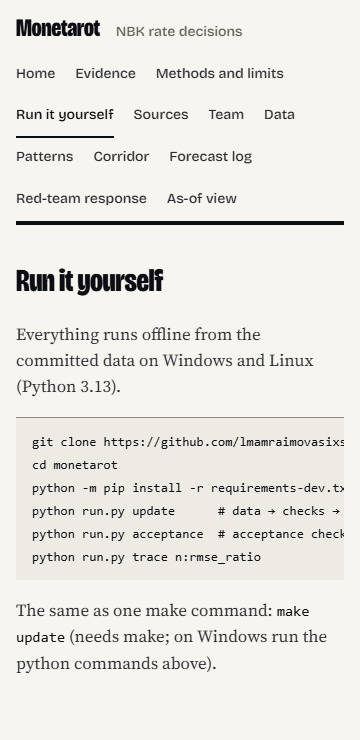 Monetarot NBK rate decisions
Home Evidence Methods and limits
Run it yourself Sources Team Data
Patterns Corridor Forecast log
Red-team response As-of view
Run it yourself
Everything runs offline from the
committed data on Windows and Linux
(Python 3.13).
git clone https://github.com/lmamraimovasixs
cd monetarot
python -m pip install -r requirements-dev.tx
python run.py update # data → checks →
python run.py acceptance # acceptance check
python run.py trace n:rmse_ratio
The same as one make command: make
update (needs make; on Windows run the
python commands above).